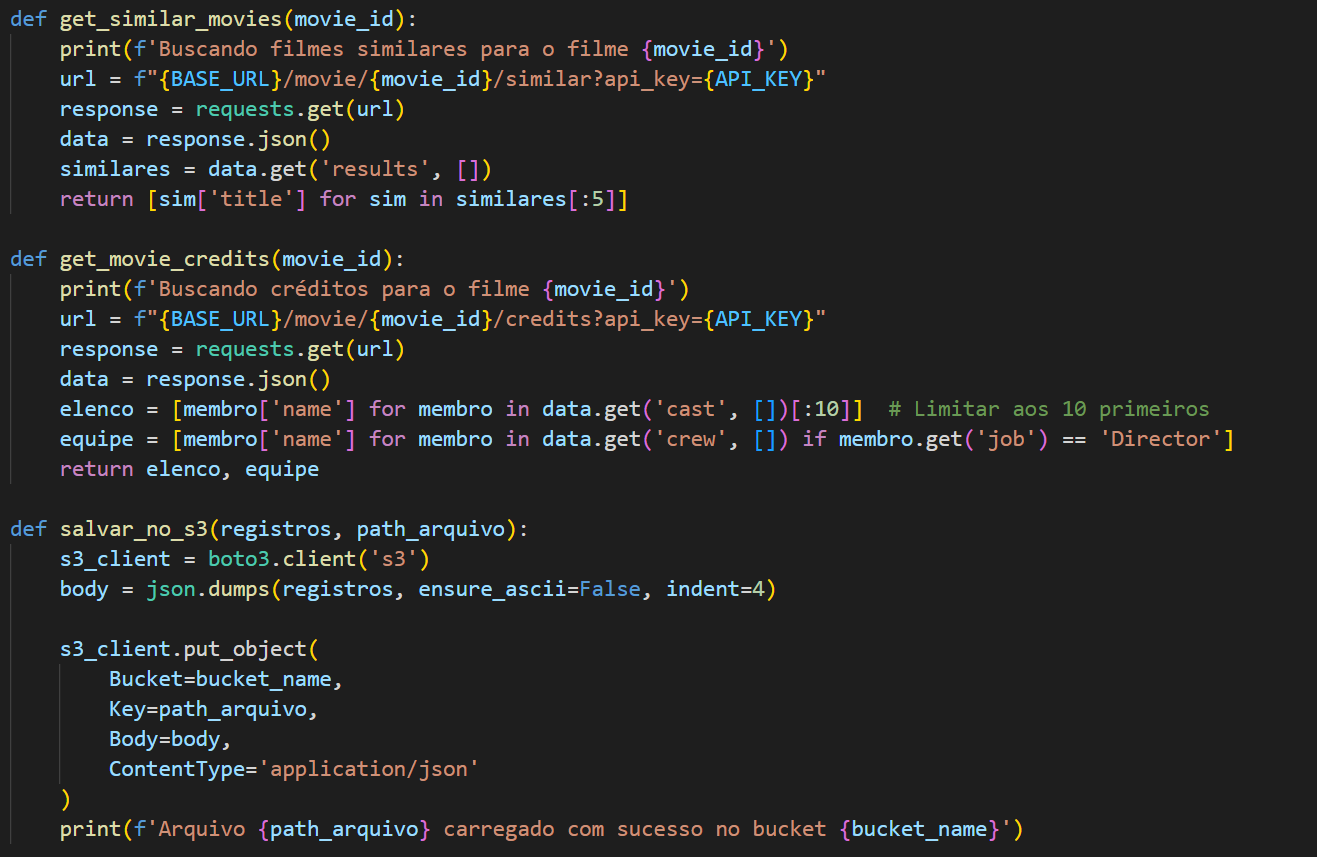 def get_similar_movies(movie_id):
    print(f'Buscando filmes similares para o filme {movie_id}')
    url = f"{BASE_URL}/movie/{movie_id}/similar?api_key={API_KEY}"
    response = requests.get(url)
    data = response.json()
    similares = data.get('results', [])
    return [sim['title'] for sim in similares[:5]]

def get_movie_credits(movie_id):
    print(f'Buscando créditos para o filme {movie_id}')
    url = f"{BASE_URL}/movie/{movie_id}/credits?api_key={API_KEY}"
    response = requests.get(url)
    data = response.json()
    elenco = [membro['name'] for membro in data.get('cast', [])[:10]]  # Limitar aos 10 primeiros
    equipe = [membro['name'] for membro in data.get('crew', []) if membro.get('job') == 'Director']
    return elenco, equipe

def salvar_no_s3(registros, path_arquivo):
    s3_client = boto3.client('s3')
    body = json.dumps(registros, ensure_ascii=False, indent=4)

    s3_client.put_object(
        Bucket=bucket_name,
        Key=path_arquivo,
        Body=body,
        ContentType='application/json'
    )
    print(f'Arquivo {path_arquivo} carregado com sucesso no bucket {bucket_name}')